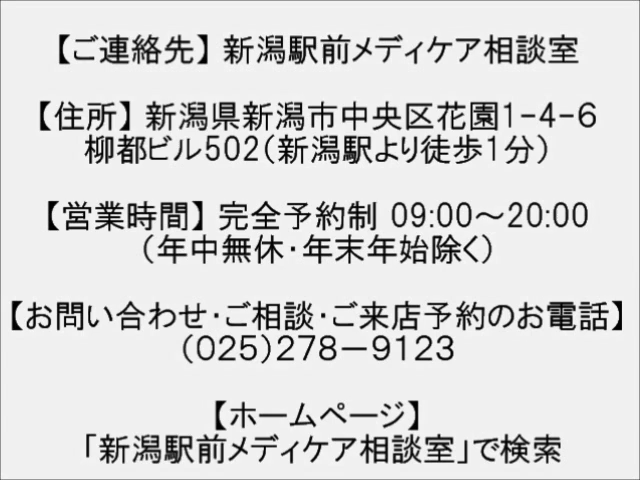 【ご連絡先】 新潟駅前メディケア相談室
【住所】 新潟県新潟市中央区花園1-4-6
柳都ビル502（新潟駅より徒歩1分）
【営業時間】 完全予約制 09:00～20:00
（年中無休・年末年始除く）
【お問い合わせ・ご相談・ご来店予約のお電話】
（025）278－9123
【ホームページ】
「新潟駅前メディケア相談室」で検索